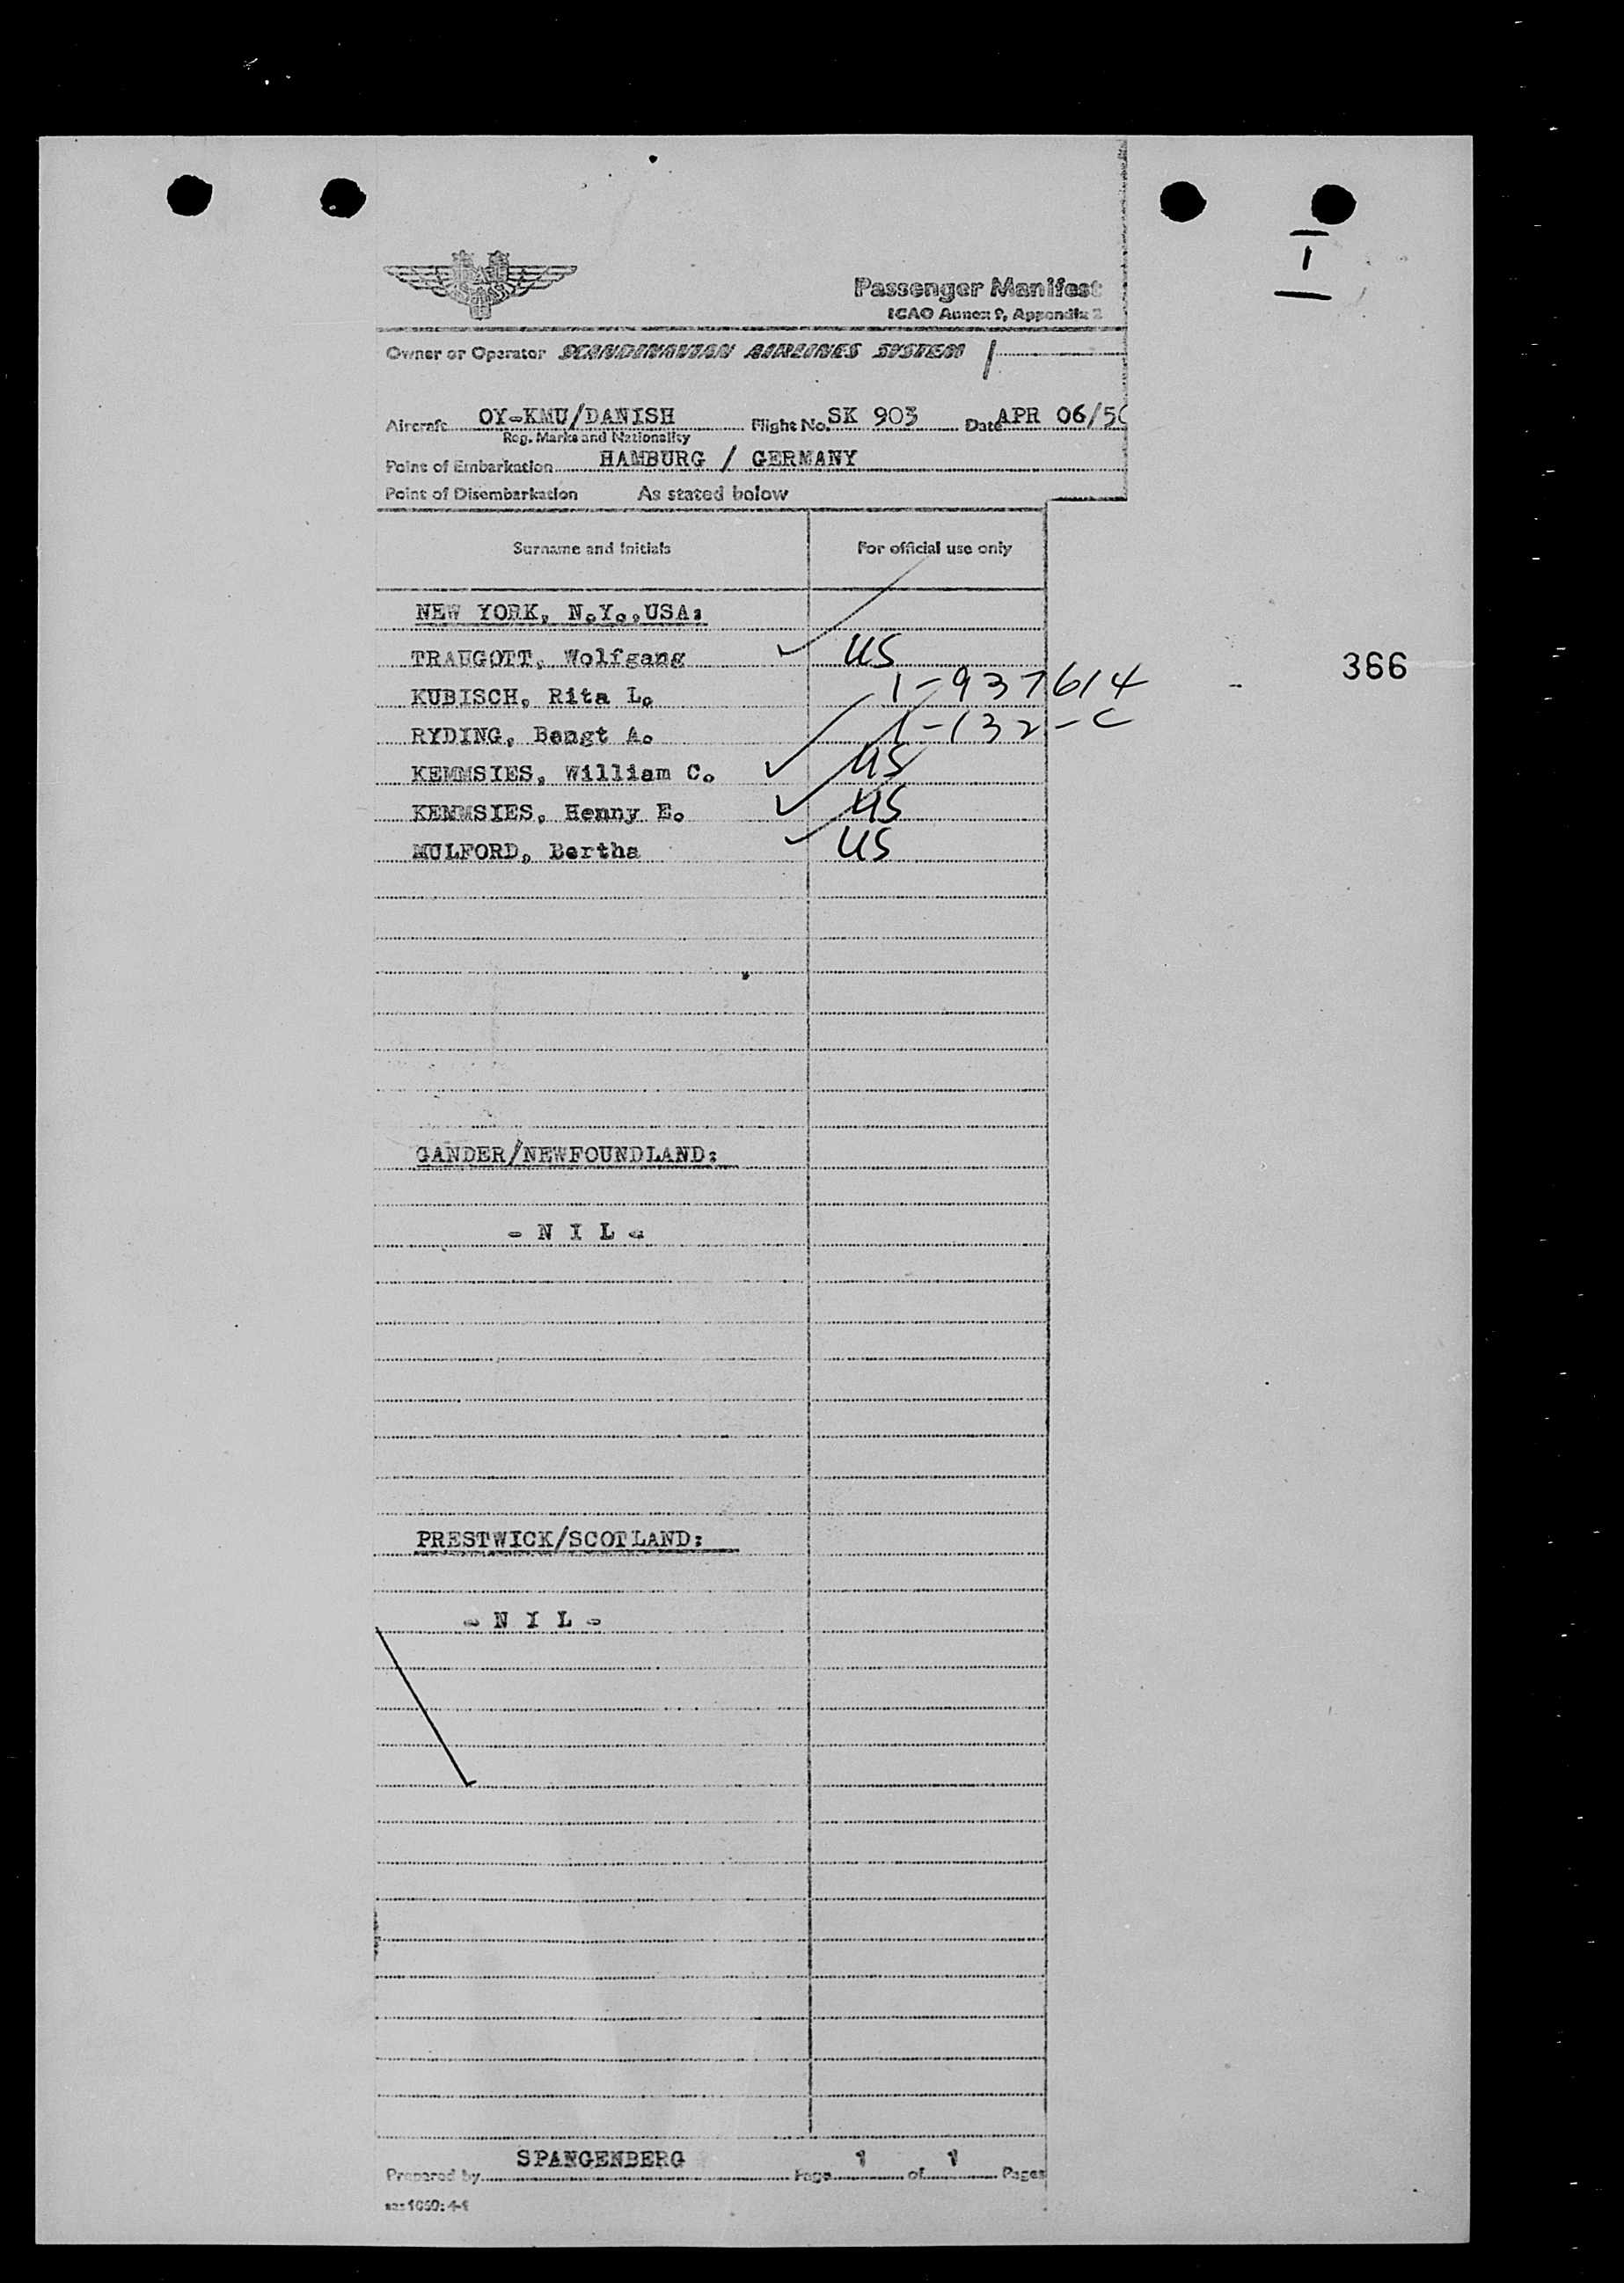 Passenger Manifest
ICAO Annex 9, Appendix 2
I
Owner or Operator SCANDINAVIAN AIRLINES SYSTEM
Aircraft OY-KMU/DANISH Flight No. SK 903 Date APR 06/50
Reg. Marks and Nationality
Point of Embarkation HAMBURG / GERMANY
Point of Disembarkation As stated below
Surname and Initials For official use only
NEW YORK, N.Y.,USA:
TRAUGOTT, Wolfgang US
366
KUBISCH, Rita L. 1-937614
RYDING, Bengt A. 1-132-C
KEMMSIES, William C. US
KEMMSIES, Henny E. US
MULFORD, Bertha US
GANDER/NEWFOUNDLAND:
- N I L -
PRESTWICK/SCOTLAND:
- N I L -
SPANGENBERG
Prepared by Page 1 of 1 Pages